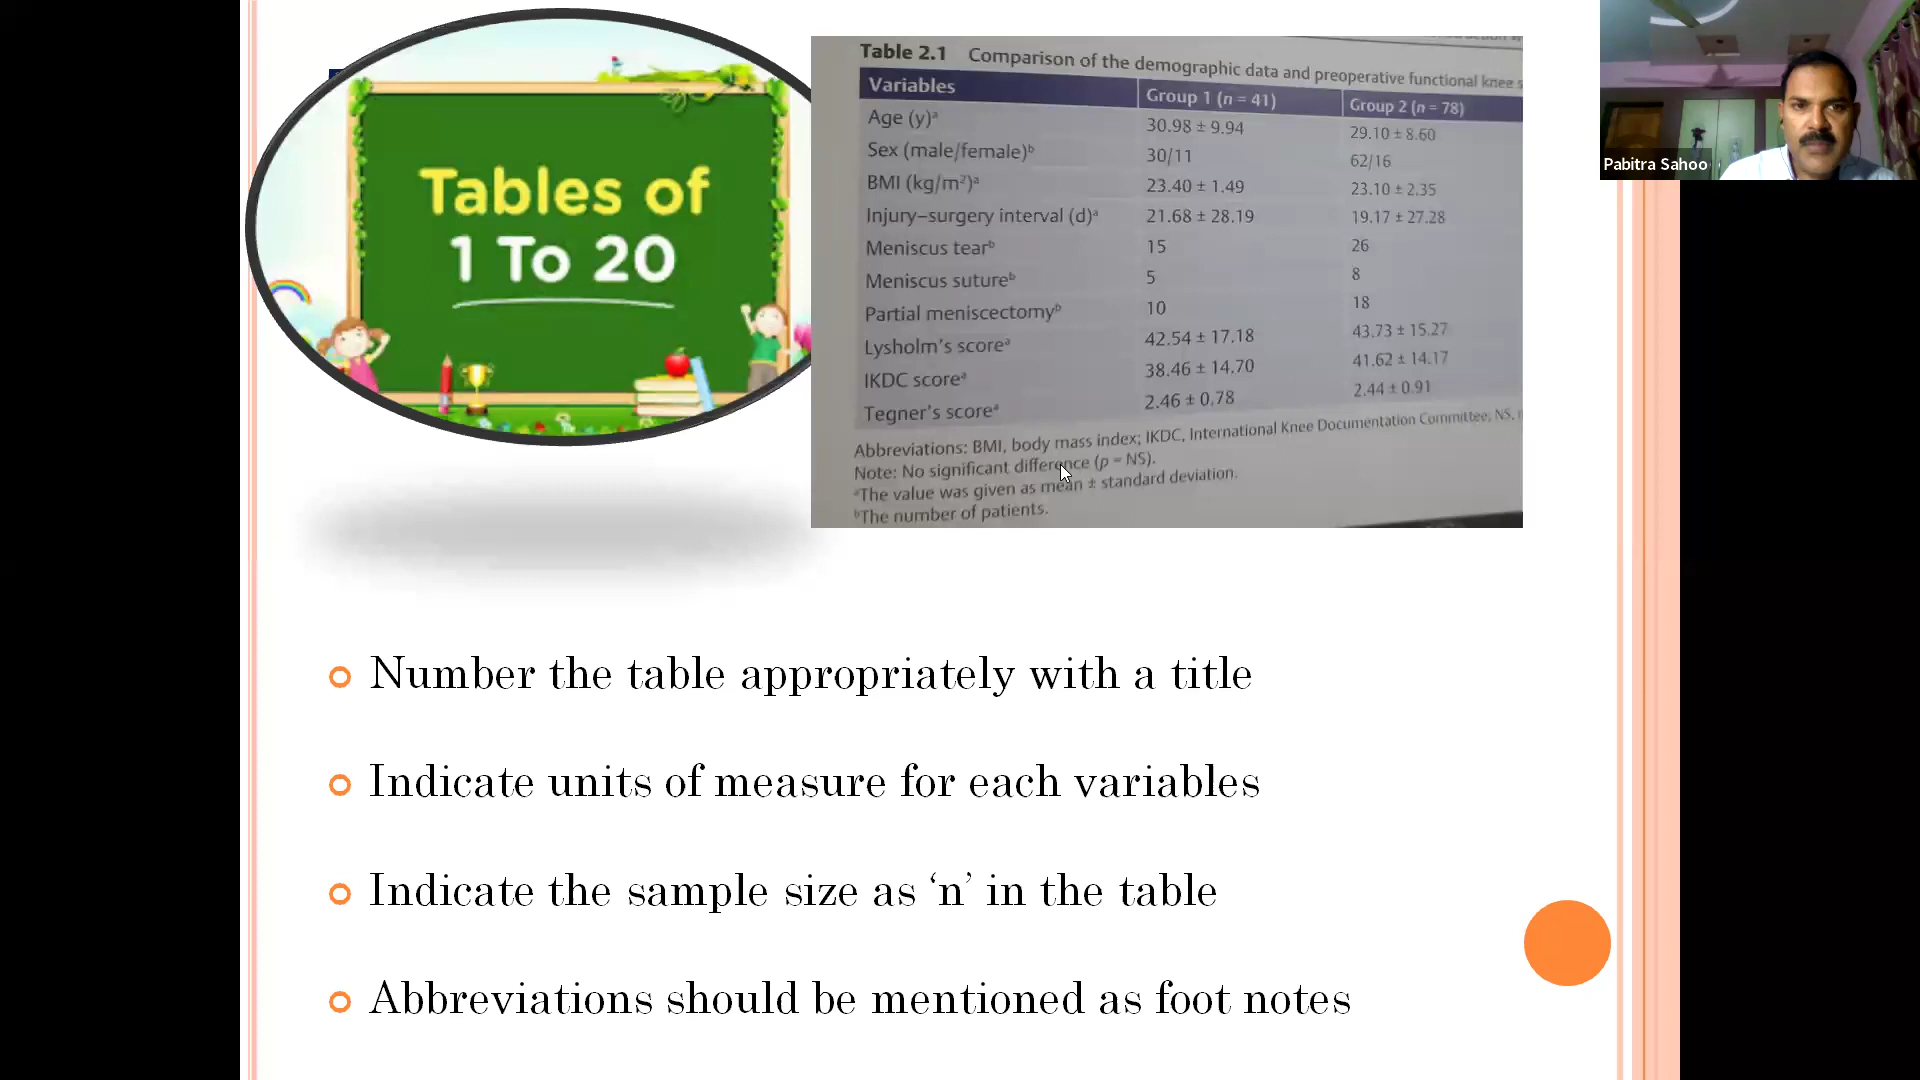 Tables of
1 To 20
Table 2.1 Comparison of the demographic data and preoperative functional knee s
Variables Group 1 (n = 41) Group 2 (n = 78)
Age (y)ᵃ 30.98 ± 9.94 29.10 ± 8.60
Sex (male/female)ᵇ 30/11 62/16
BMI (kg/m²)ᵃ 23.40 ± 1.49 23.10 ± 2.35
Injury–surgery interval (d)ᵃ 21.68 ± 28.19 19.17 ± 27.28
Meniscus tearᵇ 15 26
Meniscus sutureᵇ 5 8
Partial meniscectomyᵇ 10 18
Lysholm's scoreᵃ 42.54 ± 17.18 43.73 ± 15.27
IKDC scoreᵃ 38.46 ± 14.70 41.62 ± 14.17
Tegner's scoreᵃ 2.46 ± 0.78 2.44 ± 0.91
Abbreviations: BMI, body mass index; IKDC, International Knee Documentation Committee; NS,
Note: No significant difference (p = NS).
ᵃThe value was given as mean ± standard deviation.
ᵇThe number of patients.
Pabitra Sahoo
Number the table appropriately with a title
Indicate units of measure for each variables
Indicate the sample size as ‘n’ in the table
Abbreviations should be mentioned as foot notes